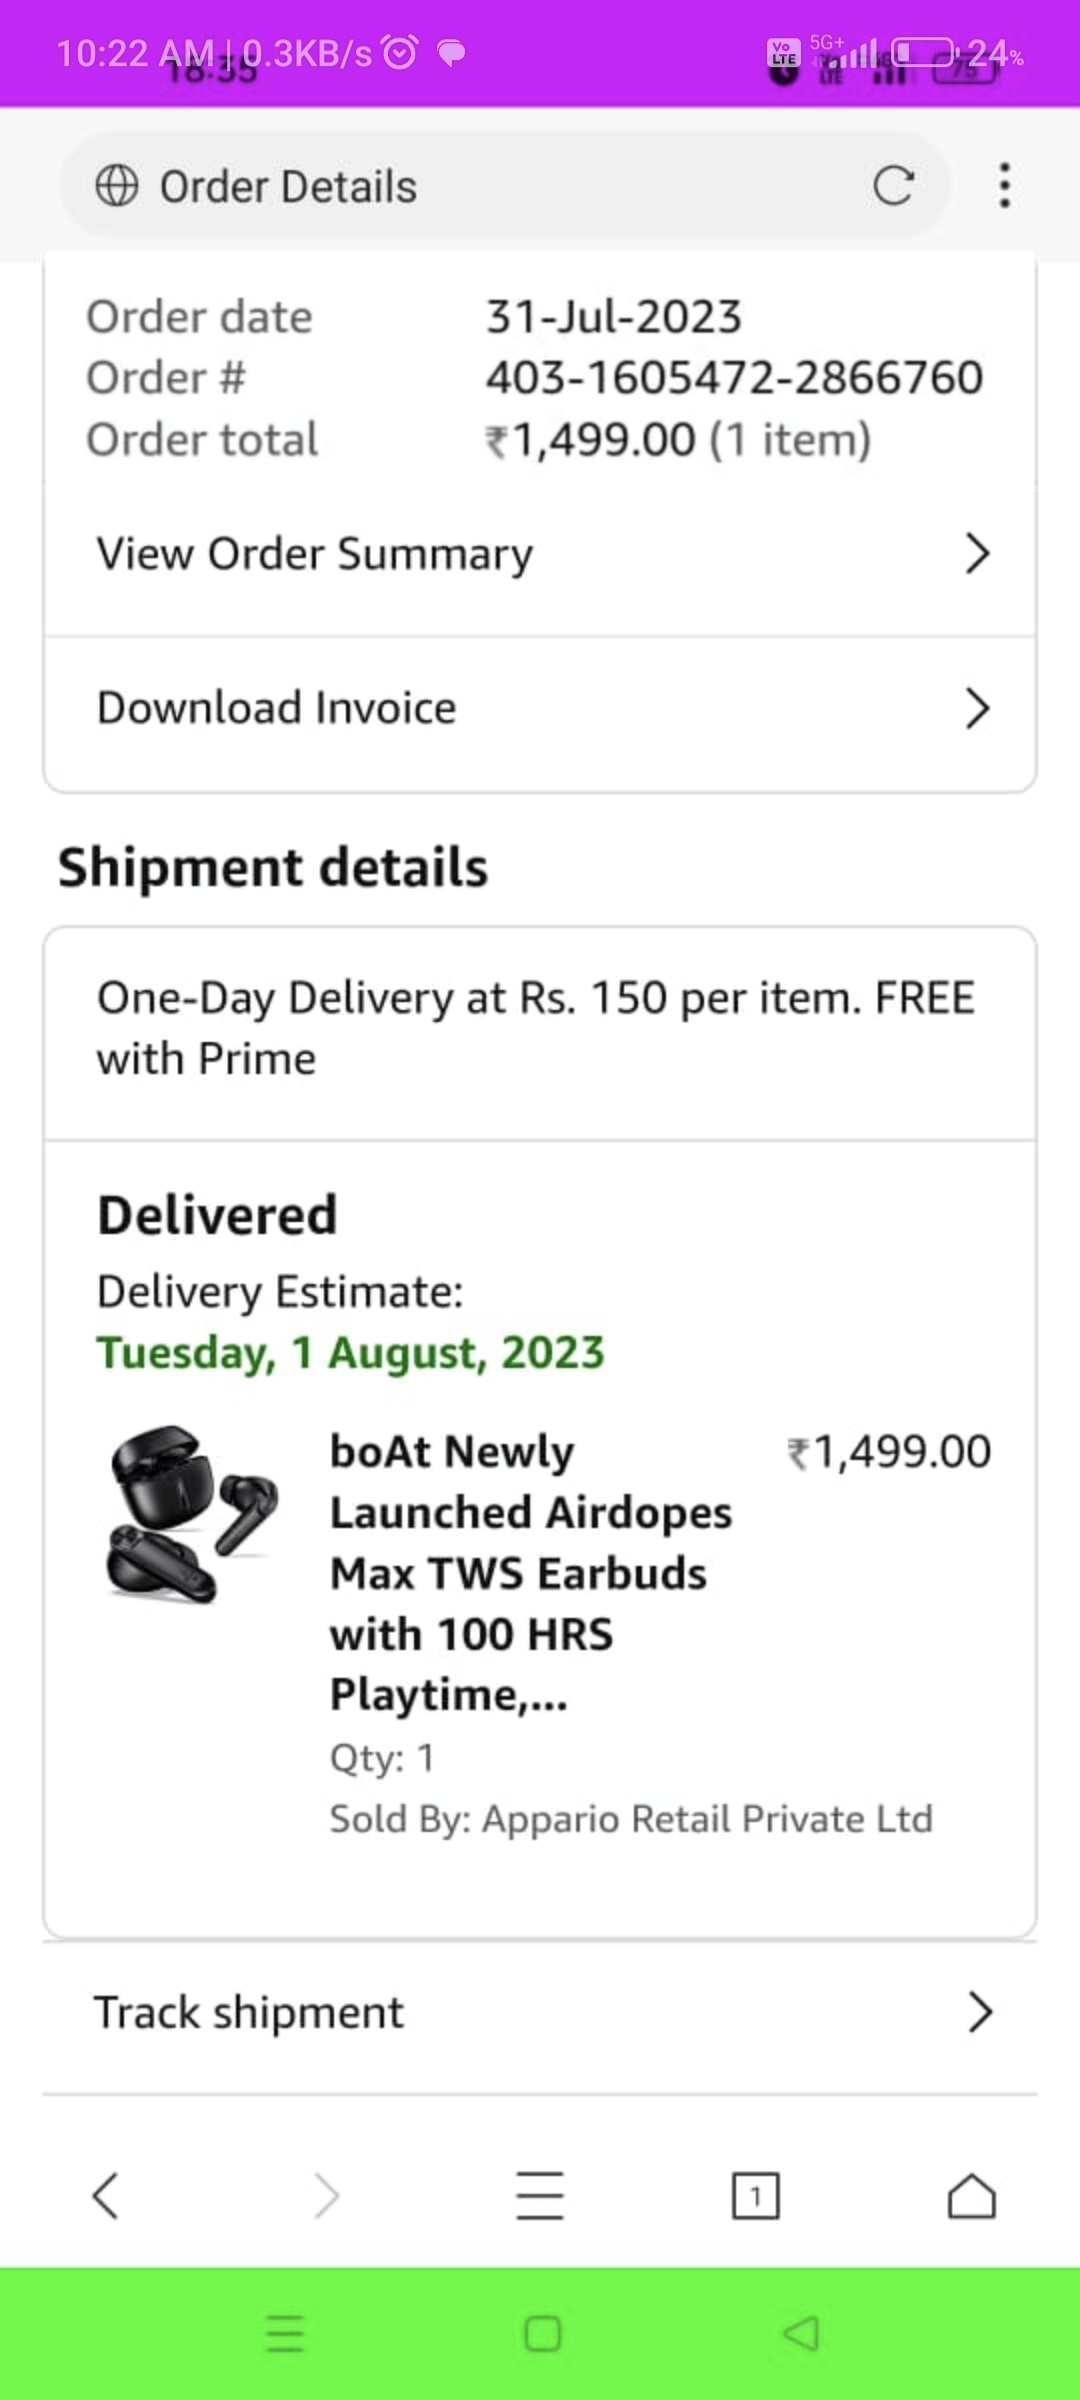 10:22 AM | 0.3KB/s 5G+ 24%
18:35 75
Order Details
Order date 31-Jul-2023
Order # 403-1605472-2866760
Order total ₹1,499.00 (1 item)
View Order Summary
Download Invoice
Shipment details
One-Day Delivery at Rs. 150 per item. FREE
with Prime
Delivered
Delivery Estimate:
Tuesday, 1 August, 2023
boAt Newly ₹1,499.00
Launched Airdopes
Max TWS Earbuds
with 100 HRS
Playtime,...
Qty: 1
Sold By: Appario Retail Private Ltd
Track shipment
1